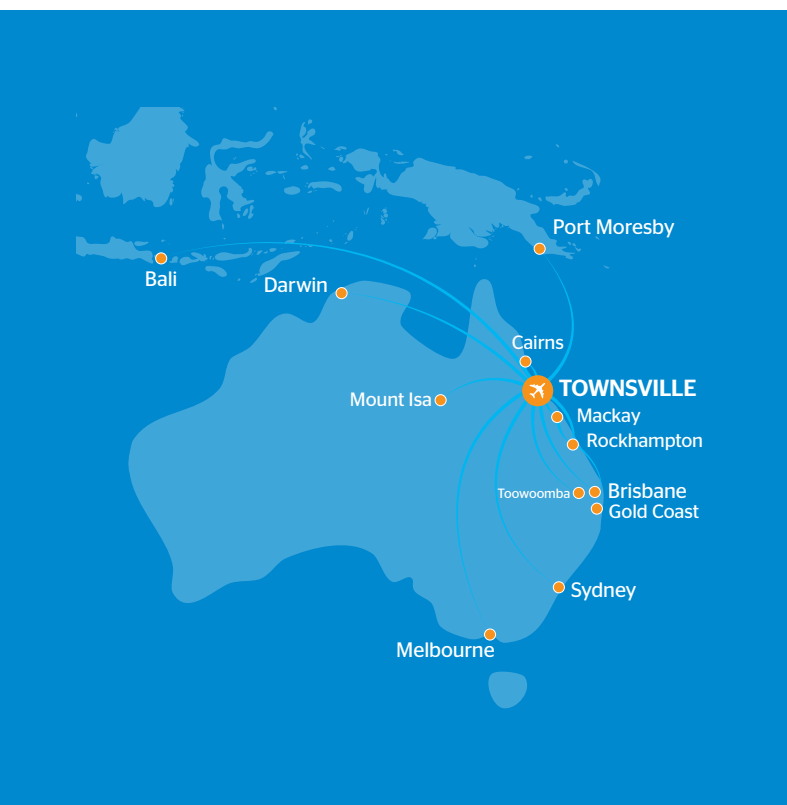 Port Moresby
Bali
Darwin
Cairns
TOWNSVILLE
Mount Isa
Mackay
Rockhampton
Toowoomba
Brisbane
Gold Coast
Sydney
Melbourne